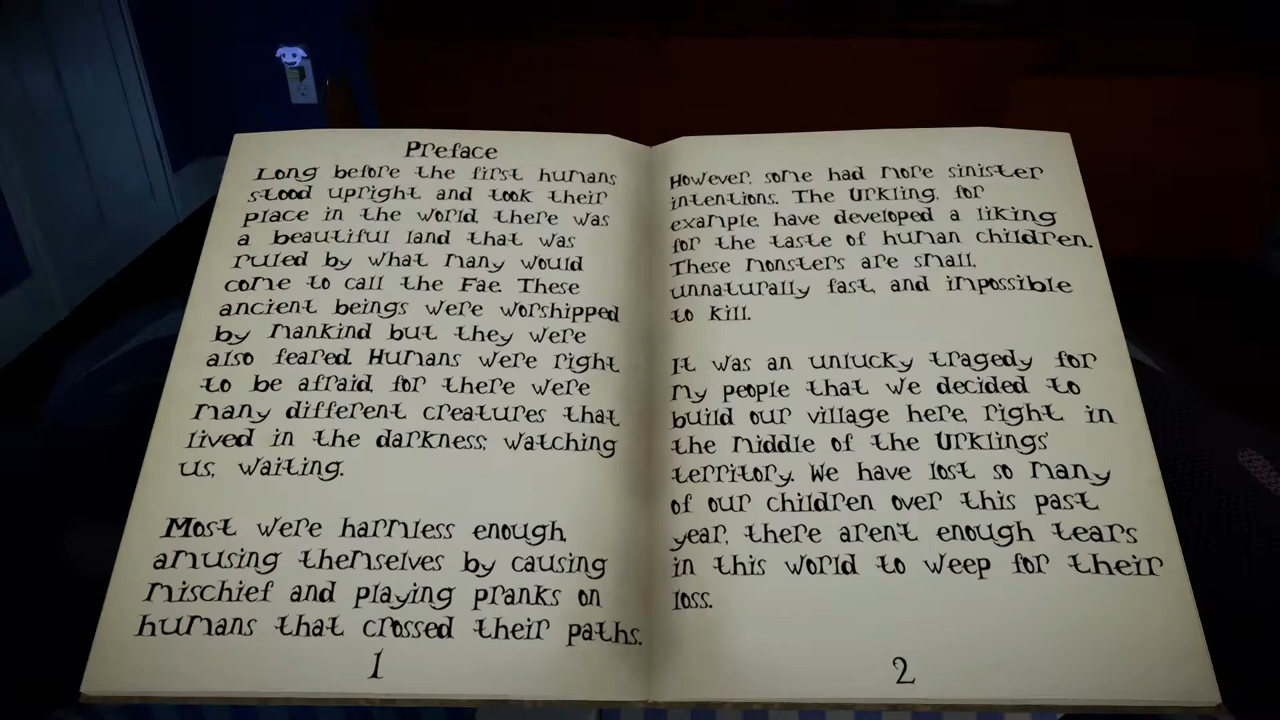 Preface
Long before the first humans
stood upright and took their
place in the world, there was
a beautiful land that was
ruled by what many would
come to call the Fae. These
ancient beings were worshipped
by mankind but they were
also feared. Humans were right
to be afraid, for there were
many different creatures that
lived in the darkness; watching
us, waiting.
Most were harmless enough,
amusing themselves by causing
mischief and playing pranks on
humans that crossed their paths.
1
However, some had more sinister
intentions. The Urkling, for
example, have developed a liking
for the taste of human children.
These monsters are small,
unnaturally fast, and impossible
to kill.
It was an unlucky tragedy for
my people that we decided to
build our village here, right in
the middle of the Urklings'
territory. We have lost so many
of our children over this past
year, there aren't enough tears
in this world to weep for their
loss.
2